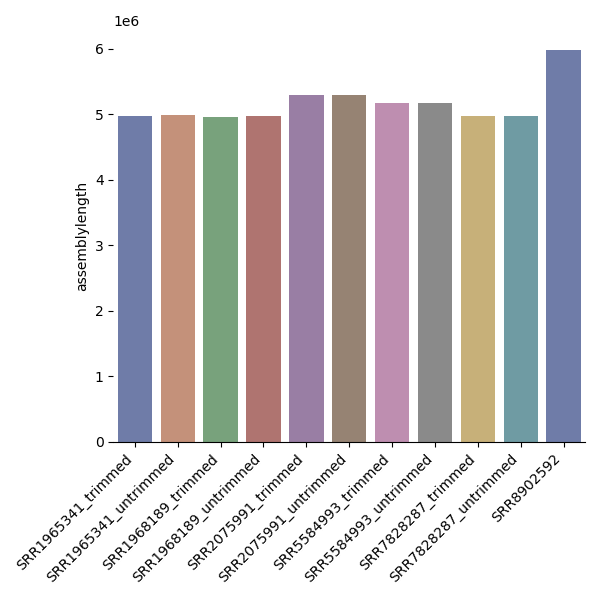 1e6
6
5
4
3
2
1
0
assemblylength
SRR1965341_trimmed
SRR1965341_untrimmed
SRR1968189_trimmed
SRR1968189_untrimmed
SRR2075991_trimmed
SRR2075991_untrimmed
SRR5584993_trimmed
SRR5584993_untrimmed
SRR7828287_trimmed
SRR7828287_untrimmed
SRR8902592